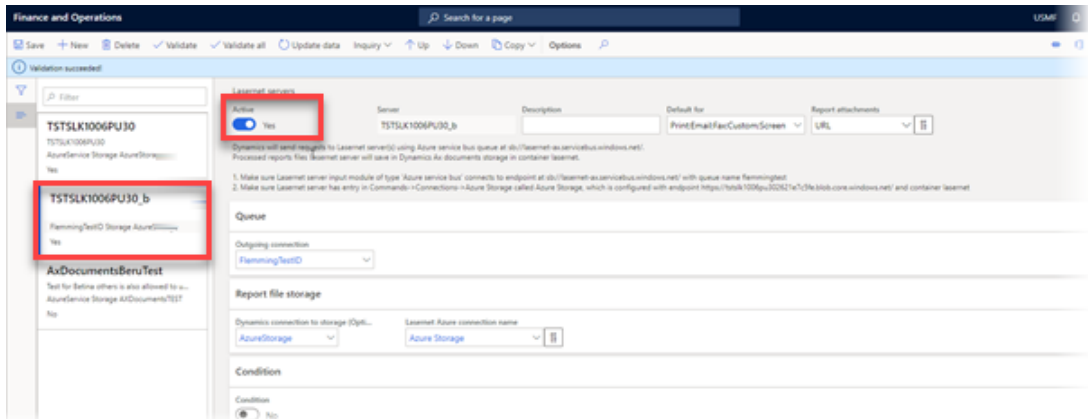 Finance and Operations
Search for a page
USMF
Save New Delete Validate Validate all Update data Inquiry Up Down Copy Options
Validation succeeded!
Filter
TSTSLK1006PU30
TSTSLK1006PU30
AzureService Storage
Yes
TSTSLK1006PU30_b
FlemmingTestID Storage
Yes
AxDocumentsBeruTest
Test for Betina others is also allowed to u...
AzureService Storage AXDocumentsTEST
No
Lasernet servers
Active Server Description Default for Report attachments
Yes TSTSLK1006PU30_b Print;Email;Fax;Custom;Screen URL
Dynamics will send requests to Lasernet server(s) using Azure service bus queue at sb://lasernet-ax.servicebus.windows.net/.
Processed reports files lasernet server will save in Dynamics Ax documents storage in container lasernet.
1. Make sure Lasernet server input module of type 'Azure service bus' connects to endpoint at sb://lasernet-ax.servicebus.windows.net/ with queue name flemmingtest
2. Make sure Lasernet server has entry in Commands->Connections->Azure Storage called Azure Storage, which is configured with endpoint and container lasernet
Queue
Outgoing connection
FlemmingTestID
Report file storage
Dynamics connection to storage (Opti... Lasernet Azure connection name
AzureStorage Azure Storage
Condition
Condition
No